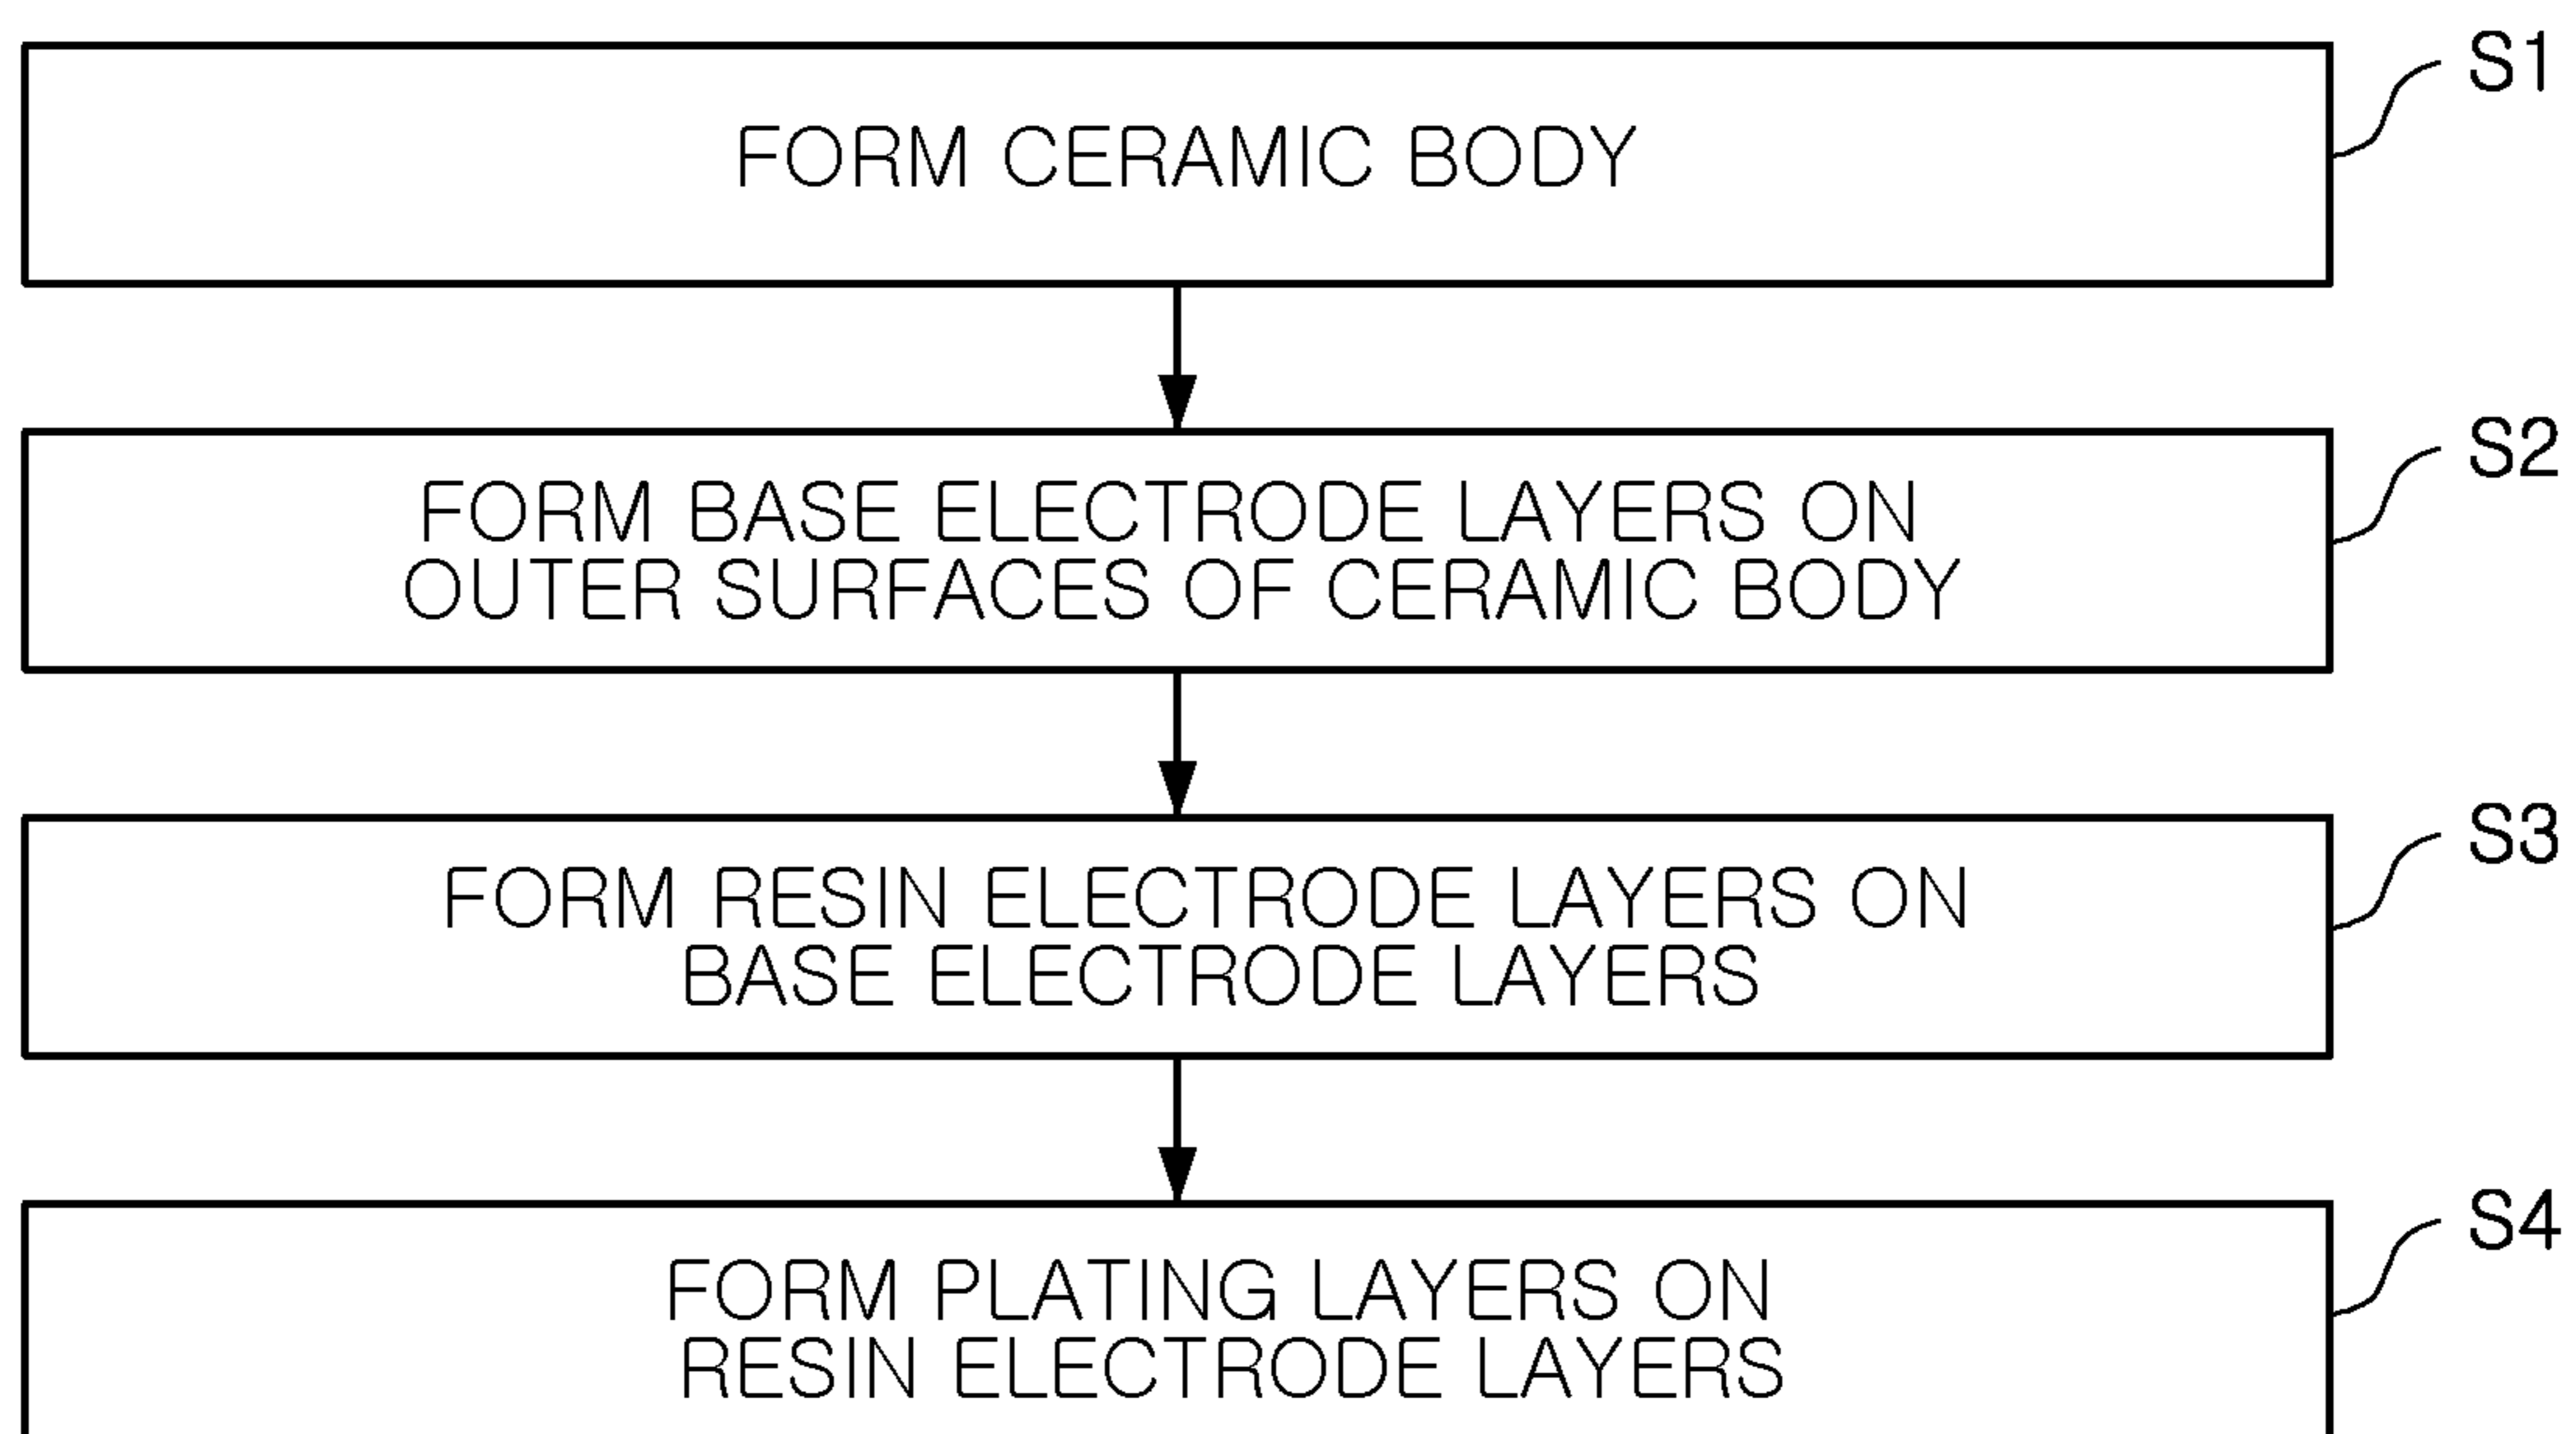 S1
FORM CERAMIC BODY
S2
FORM BASE ELECTRODE LAYERS ON
OUTER SURFACES OF CERAMIC BODY
S3
FORM RESIN ELECTRODE LAYERS ON
BASE ELECTRODE LAYERS
S4
FORM PLATING LAYERS ON
RESIN ELECTRODE LAYERS